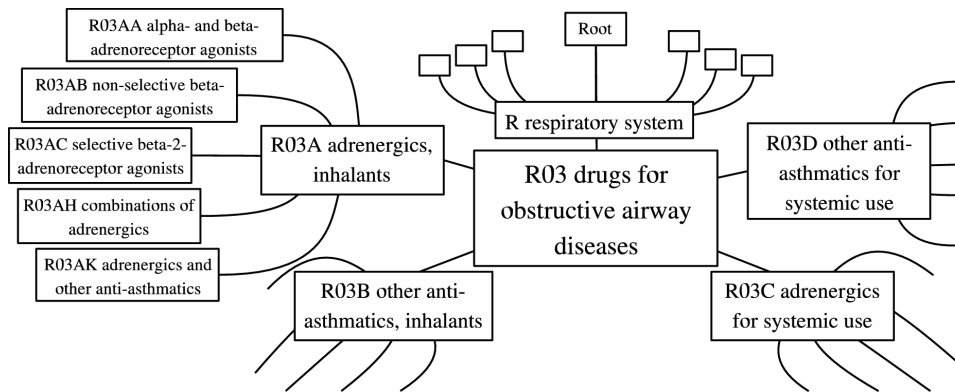 R03AA alpha- and beta-
adrenoreceptor agonists
R03AB non-selective beta-
adrenoreceptor agonists
R03AC selective beta-2-
adrenoreceptor agonists
R03AH combinations of
adrenergics
R03AK adrenergics and
other anti-asthmatics
R03A adrenergics,
inhalants
Root
R respiratory system
R03 drugs for
obstructive airway
diseases
R03D other anti-
asthmatics for
systemic use
R03B other anti-
asthmatics, inhalants
R03C adrenergics
for systemic use